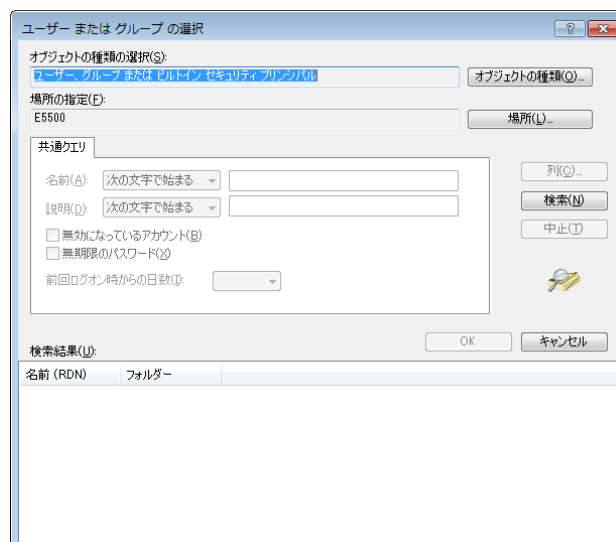 ユーザー または グループ の選択
オブジェクトの種類の選択(S):
ユーザー、グループ または ビルトイン セキュリティ プリンシパル
オブジェクトの種類(O)...
場所の指定(F):
E5500
場所(L)...
共通クエリ
名前(A):
次の文字で始まる
説明(D):
次の文字で始まる
無効になっているアカウント(B)
無期限のパスワード(X)
前回ログオン時からの日数(I):
列(C)...
検索(N)
中止(T)
OK
キャンセル
検索結果(U):
名前 (RDN)
フォルダー